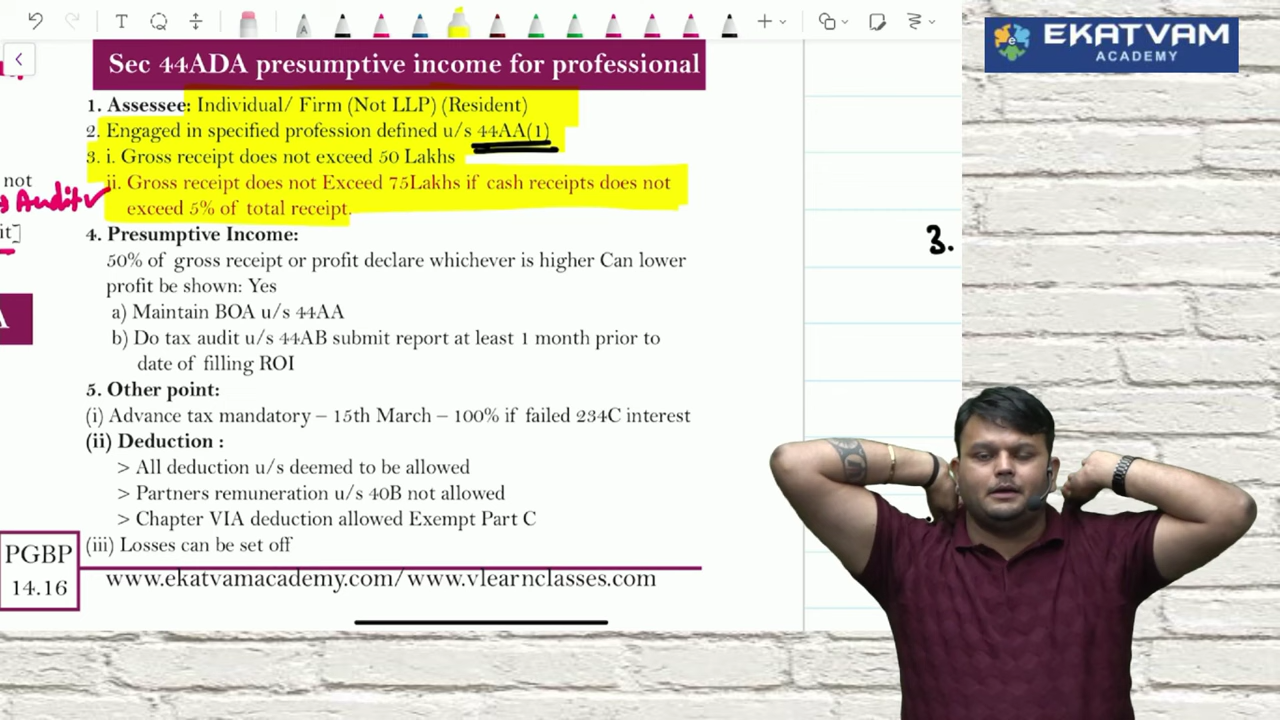 EKATVAM
ACADEMY
Sec 44ADA presumptive income for professional
1. Assessee: Individual/ Firm (Not LLP) (Resident)
2. Engaged in specified profession defined u/s 44AA(1)
3. i. Gross receipt does not exceed 50 Lakhs
not
ii. Gross receipt does not Exceed 75Lakhs if cash receipts does not
Audit
exceed 5% of total receipt.
it]
4. Presumptive Income:
3.
50% of gross receipt or profit declare whichever is higher Can lower
profit be shown: Yes
a) Maintain BOA u/s 44AA
A
b) Do tax audit u/s 44AB submit report at least 1 month prior to
date of filling ROI
5. Other point:
(i) Advance tax mandatory – 15th March – 100% if failed 234C interest
(ii) Deduction :
> All deduction u/s deemed to be allowed
> Partners remuneration u/s 40B not allowed
> Chapter VIA deduction allowed Exempt Part C
(iii) Losses can be set off
PGBP
14.16
www.ekatvamacademy.com/www.vlearnclasses.com